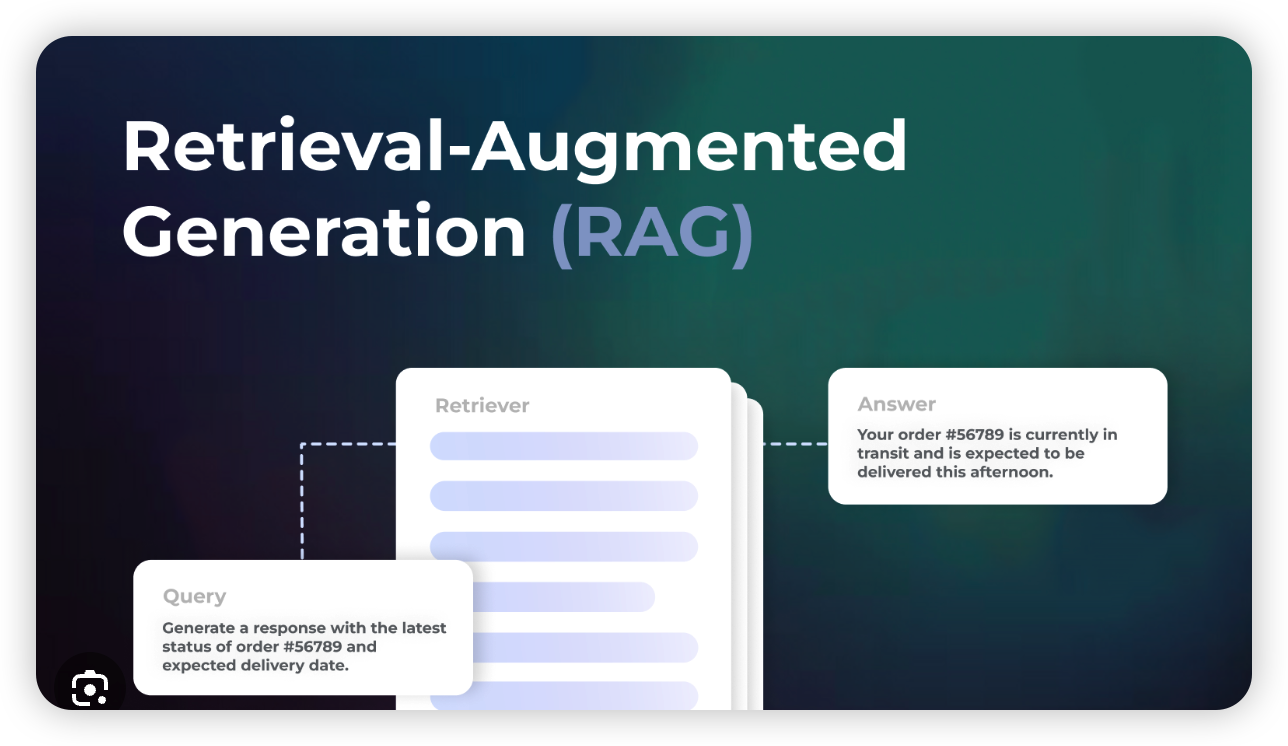 Retrieval-Augmented
Generation (RAG)
Retriever
Answer
Your order #56789 is currently in
transit and is expected to be
delivered this afternoon.
Query
Generate a response with the latest
status of order #56789 and
expected delivery date.